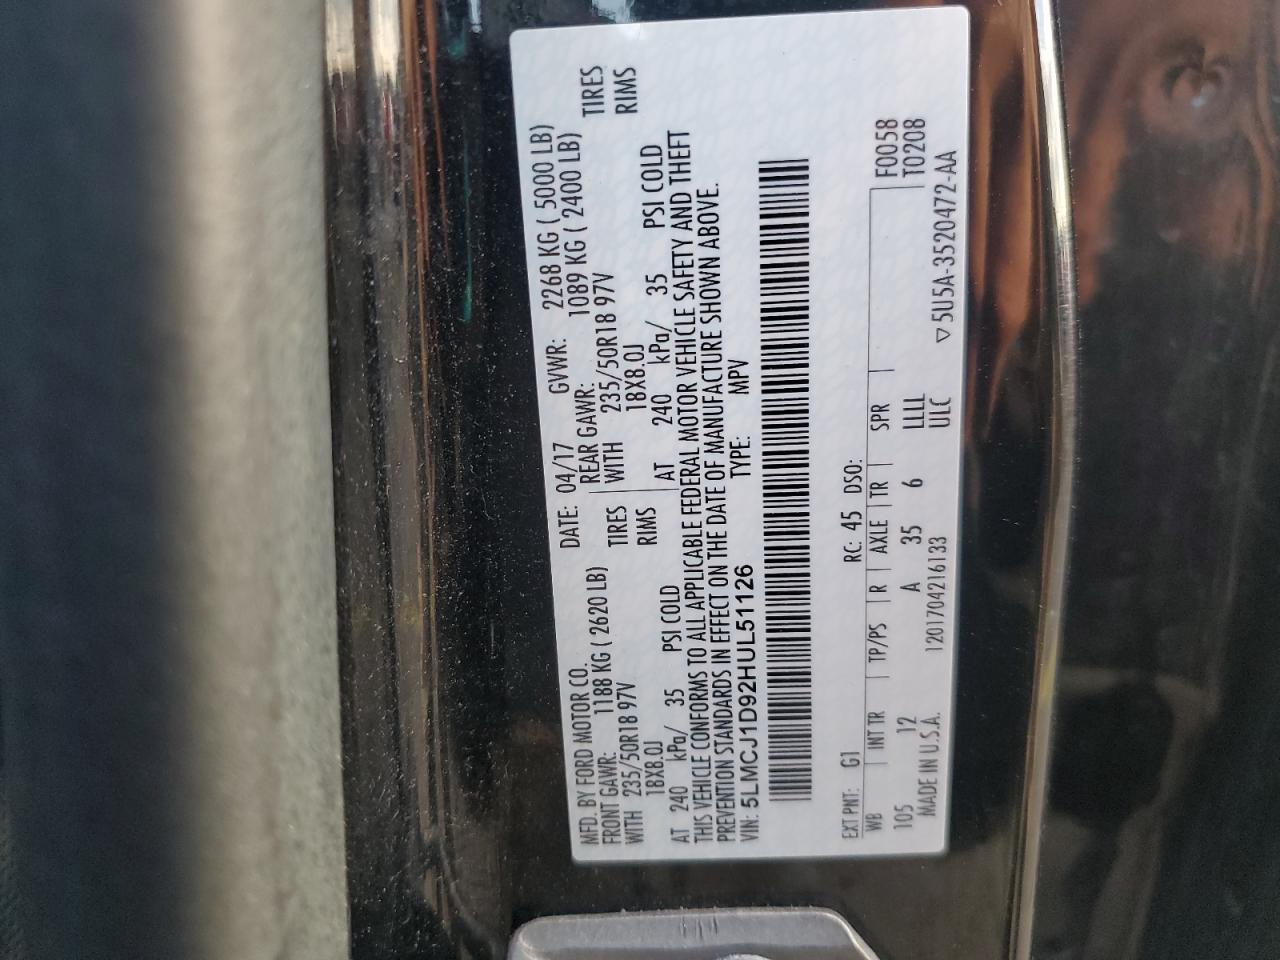 MFD. BY FORD MOTOR CO. DATE: 04/17 GVWR: 2268 KG ( 5000 LB)
FRONT GAWR: 1188 KG ( 2620 LB) REAR GAWR: 1089 KG ( 2400 LB)
WITH 235/50R18 97V TIRES WITH 235/50R18 97V TIRES
18X8.0J RIMS 18X8.0J RIMS
AT 240 kPa/ 35 PSI COLD AT 240 kPa/ 35 PSI COLD
THIS VEHICLE CONFORMS TO ALL APPLICABLE FEDERAL MOTOR VEHICLE SAFETY AND THEFT
PREVENTION STANDARDS IN EFFECT ON THE DATE OF MANUFACTURE SHOWN ABOVE.
VIN: 5LMCJ1D92HUL51126 TYPE: MPV
EXT PNT: G1 RC: 45 DSO: F0058
WB INT TR TP/PS R AXLE TR SPR T0208
105 12 A 35 6 LLLL
MADE IN U.S.A. 1201704216133 ULC ▽5U5A-3520472-AA